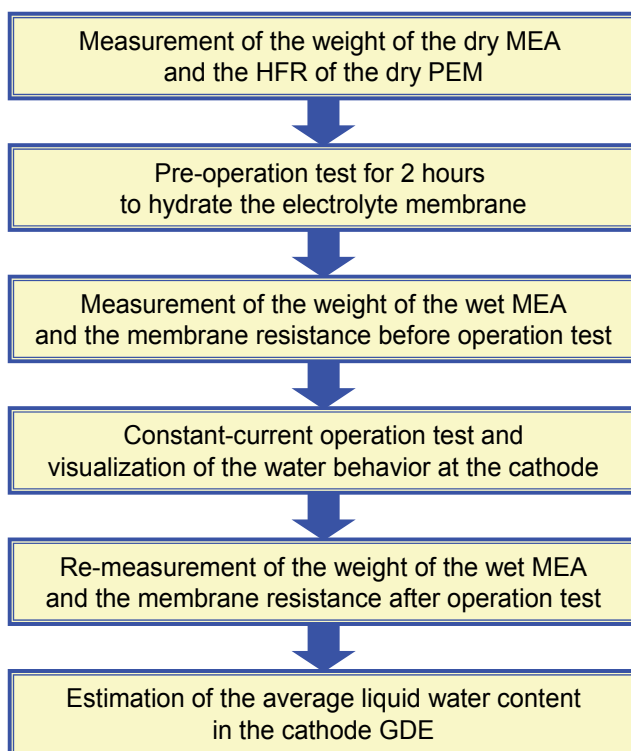 Measurement of the weight of the dry MEA
and the HFR of the dry PEM
Pre-operation test for 2 hours
to hydrate the electrolyte membrane
Measurement of the weight of the wet MEA
and the membrane resistance before operation test
Constant-current operation test and
visualization of the water behavior at the cathode
Re-measurement of the weight of the wet MEA
and the membrane resistance after operation test
Estimation of the average liquid water content
in the cathode GDE